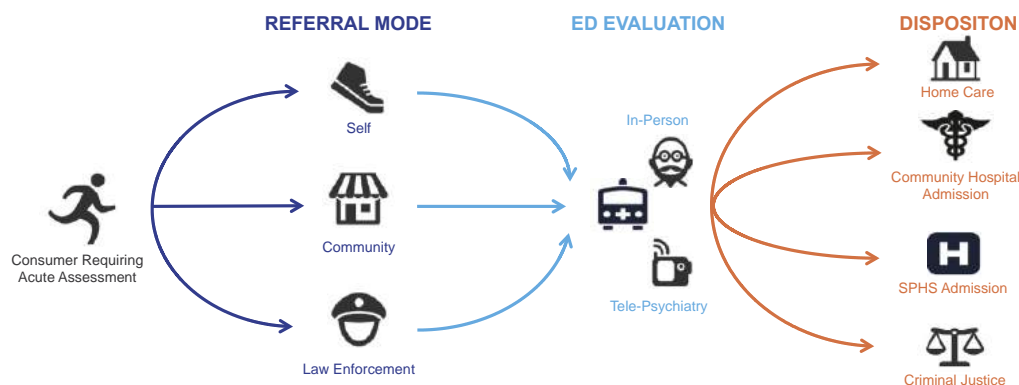 REFERRAL MODE
ED EVALUATION
DISPOSITON
Consumer Requiring
Acute Assessment
Self
Community
Law Enforcement
In-Person
Tele-Psychiatry
Home Care
Community Hospital
Admission
H
SPHS Admission
Criminal Justice